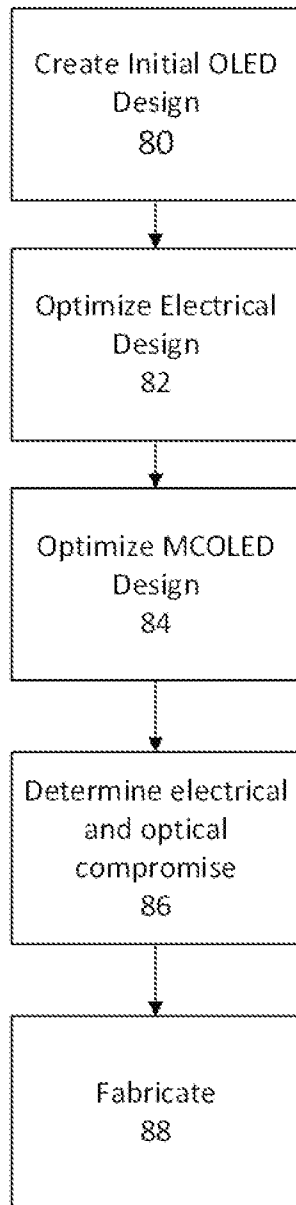 Create Initial OLED
Design
80
Optimize Electrical
Design
82
Optimize MCOLED
Design
84
Determine electrical
and optical
compromise
86
Fabricate
88